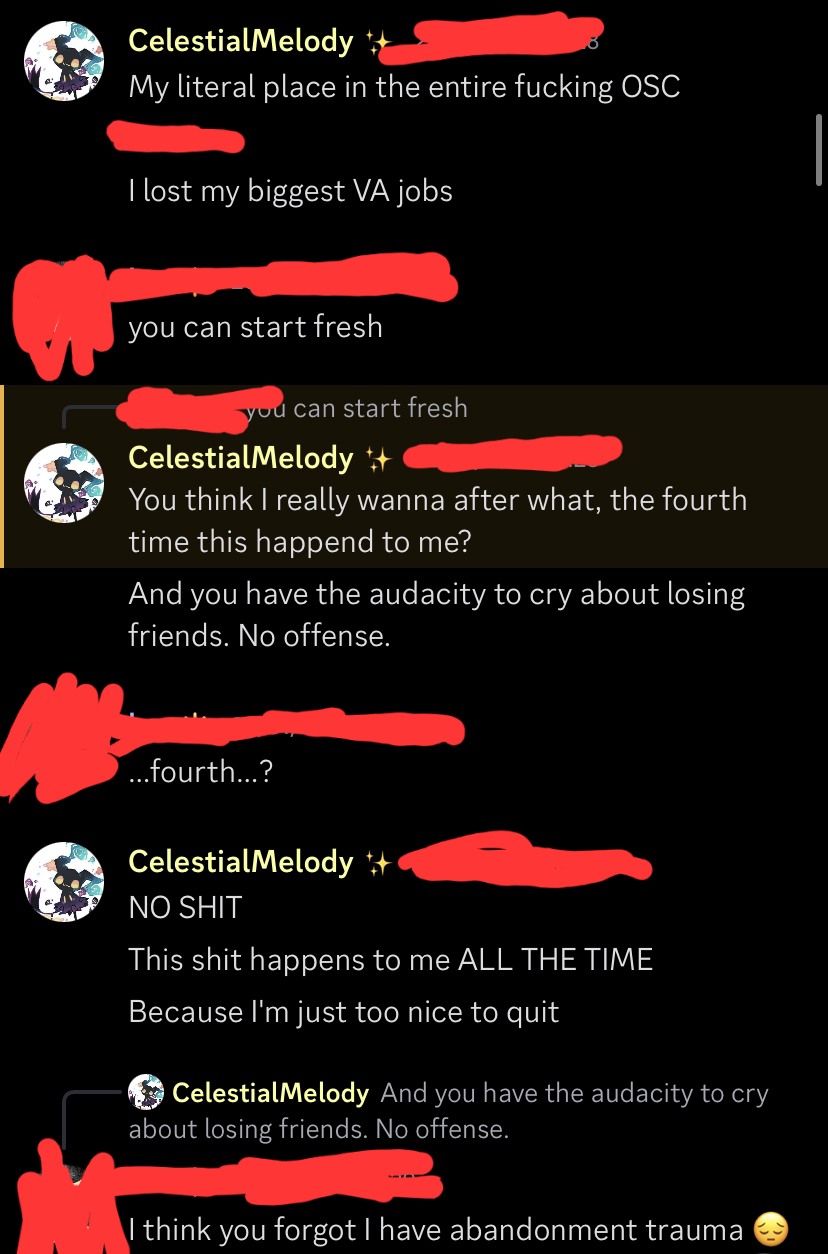 CelestialMelody
My literal place in the entire fucking OSC
I lost my biggest VA jobs
you can start fresh
you can start fresh
CelestialMelody
You think I really wanna after what, the fourth
time this happend to me?
And you have the audacity to cry about losing
friends. No offense.
...fourth...?
CelestialMelody
NO SHIT
This shit happens to me ALL THE TIME
Because I'm just too nice to quit
CelestialMelody And you have the audacity to cry
about losing friends. No offense.
I think you forgot I have abandonment trauma 😔